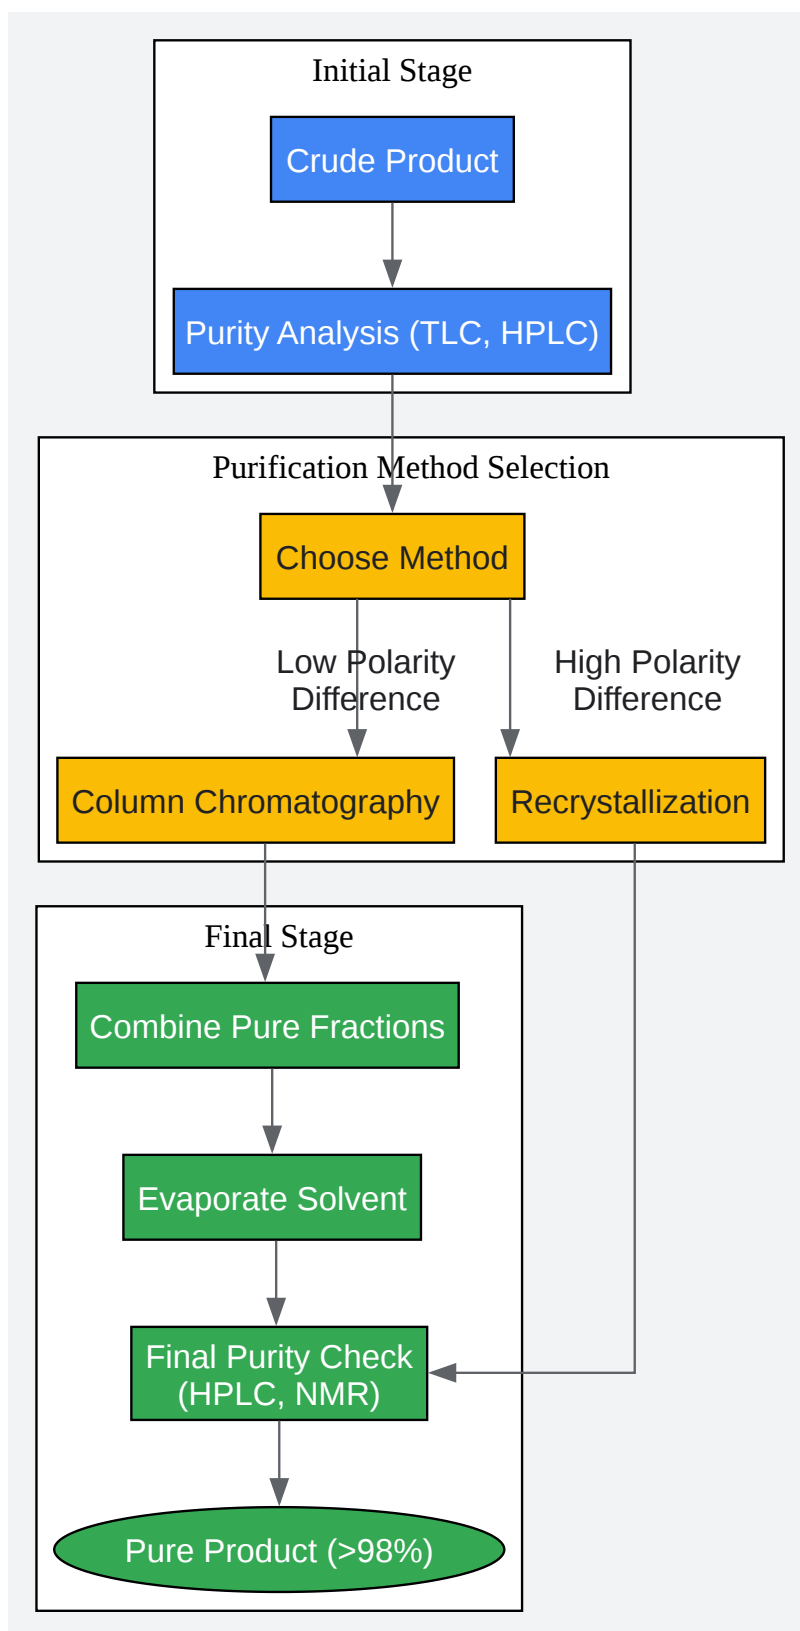 Initial Stage
Crude Product
Purity Analysis (TLC, HPLC)
Purification Method Selection
Choose Method
Low Polarity
Difference
High Polarity
Difference
Column Chromatography
Recrystallization
Final Stage
Combine Pure Fractions
Evaporate Solvent
Final Purity Check
(HPLC, NMR)
Pure Product (>98%)